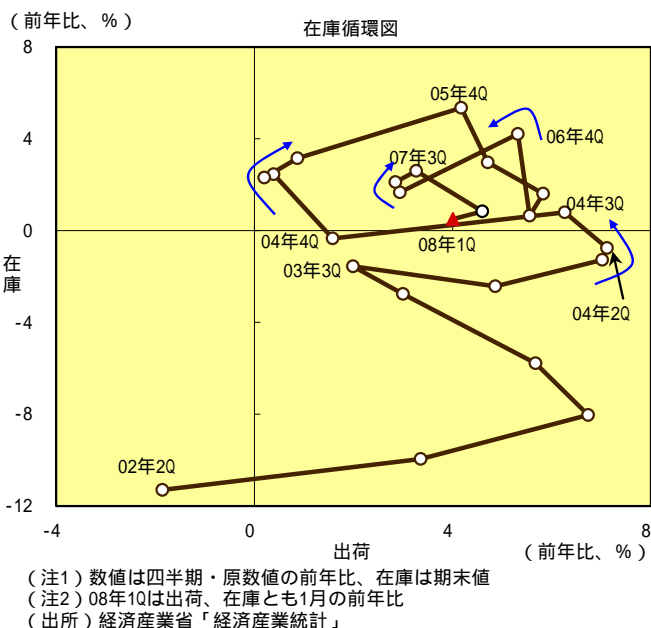 （前年比、％）
在庫循環図
8
4
0
-4
-8
-12
在庫
05年4Q
06年4Q
07年3Q
04年3Q
04年4Q
08年1Q
03年3Q
04年2Q
02年2Q
-4
0
4
8
出荷
（前年比、％）
（注1）数値は四半期・原数値の前年比、在庫は期末値
（注2）08年1Qは出荷、在庫とも1月の前年比
（出所）経済産業省「経済産業統計」